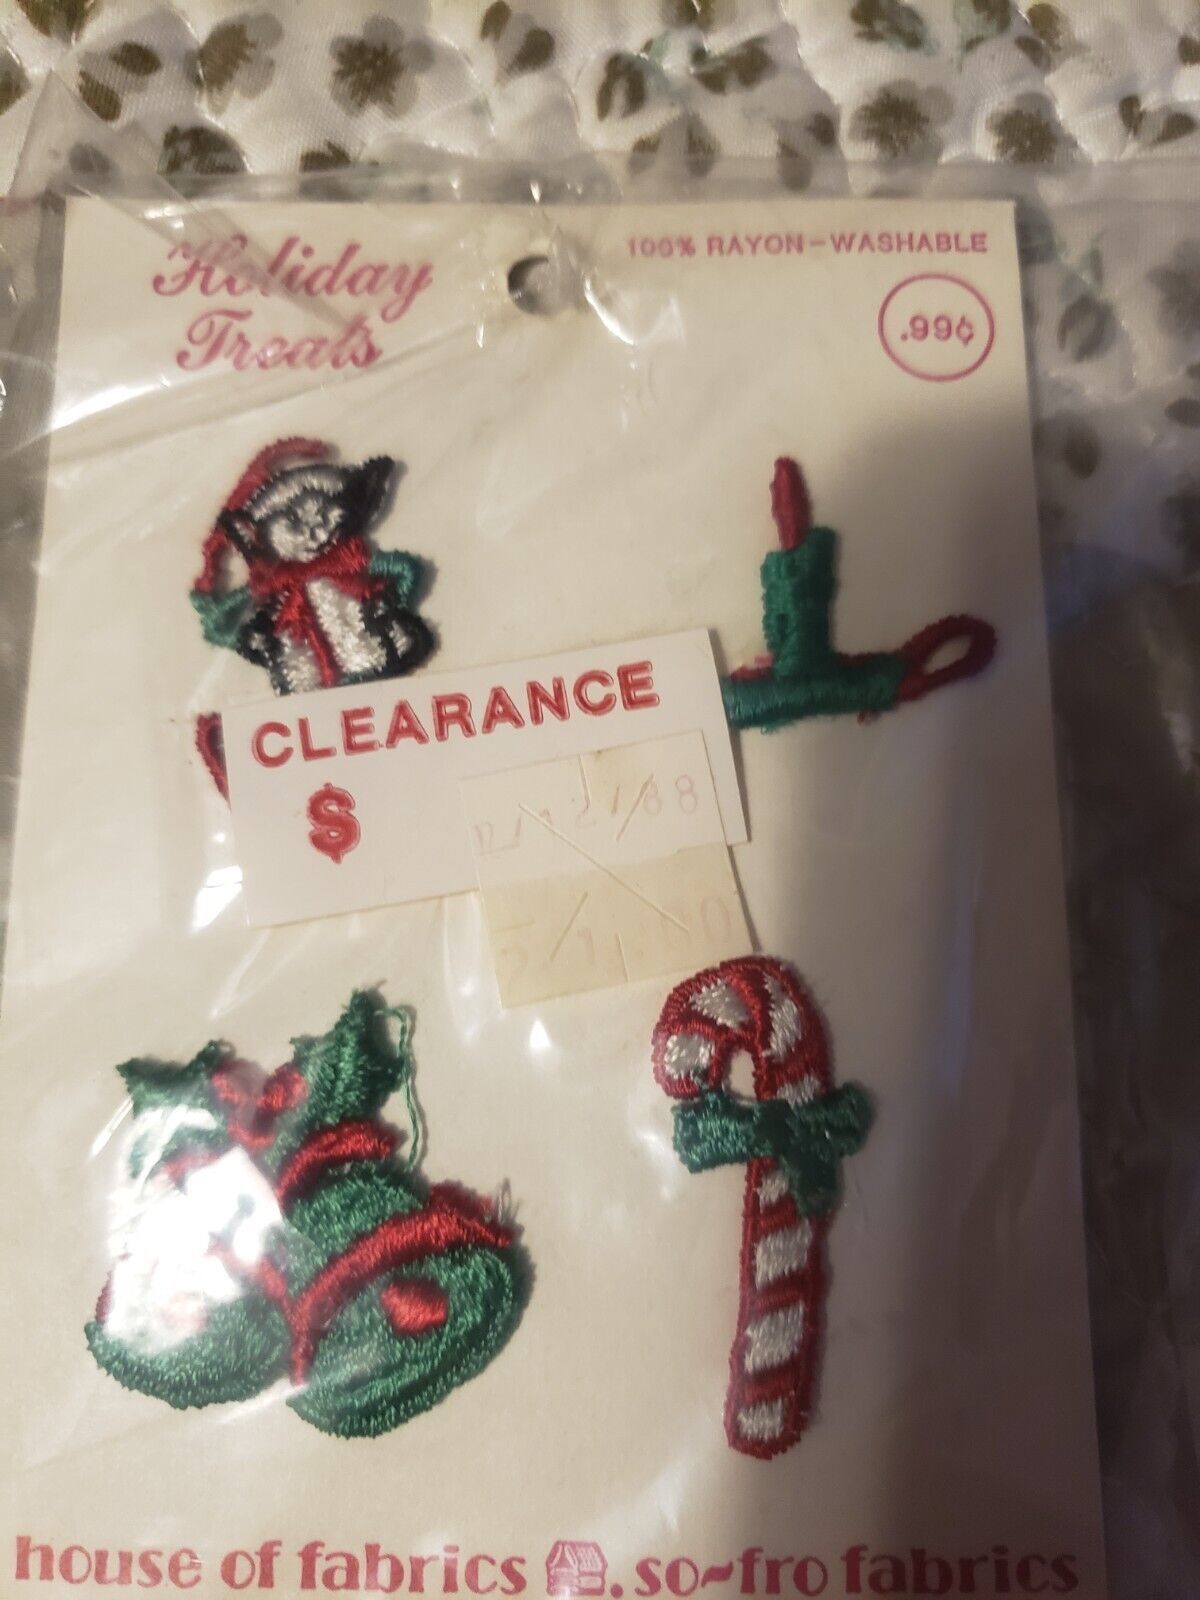 Holiday
Treats
100% RAYON-WASHABLE
.99¢
CLEARANCE
$
house of fabrics . so-fro fabrics